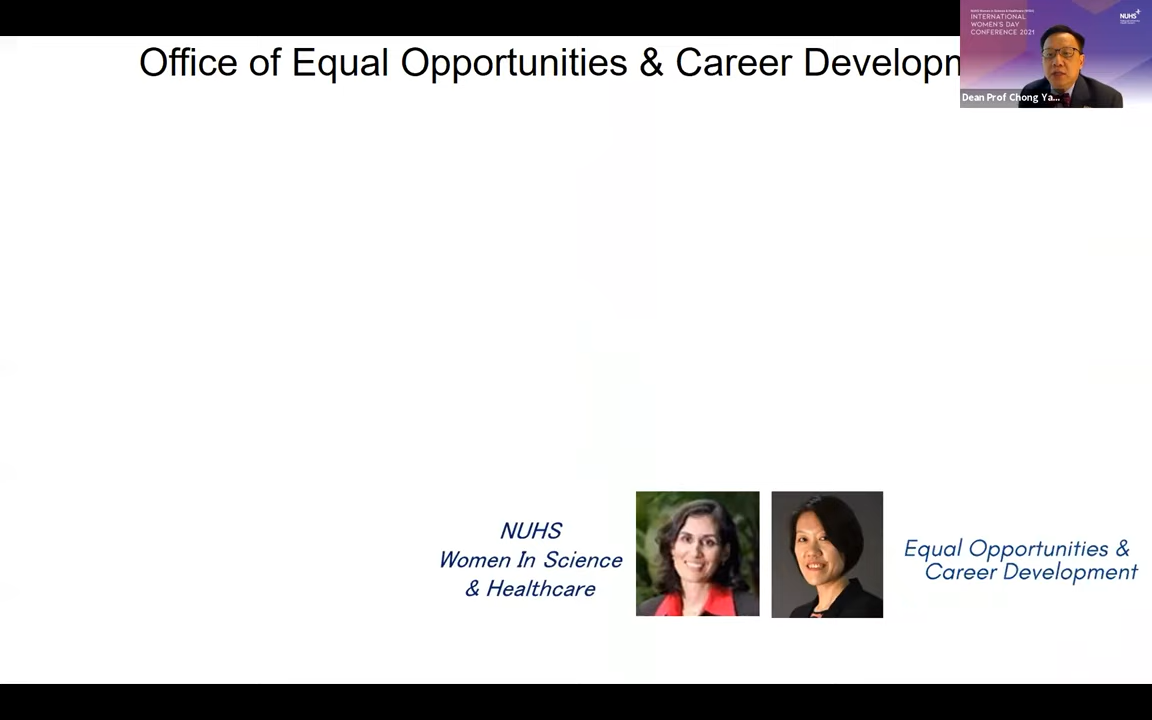 Office of Equal Opportunities & Career Developm
INTERNATIONAL
WOMEN'S DAY
CONFERENCE 2021
NUHS
Dean Prof Chong Ya...
NUHS
Women In Science
& Healthcare
Equal Opportunities &
Career Development